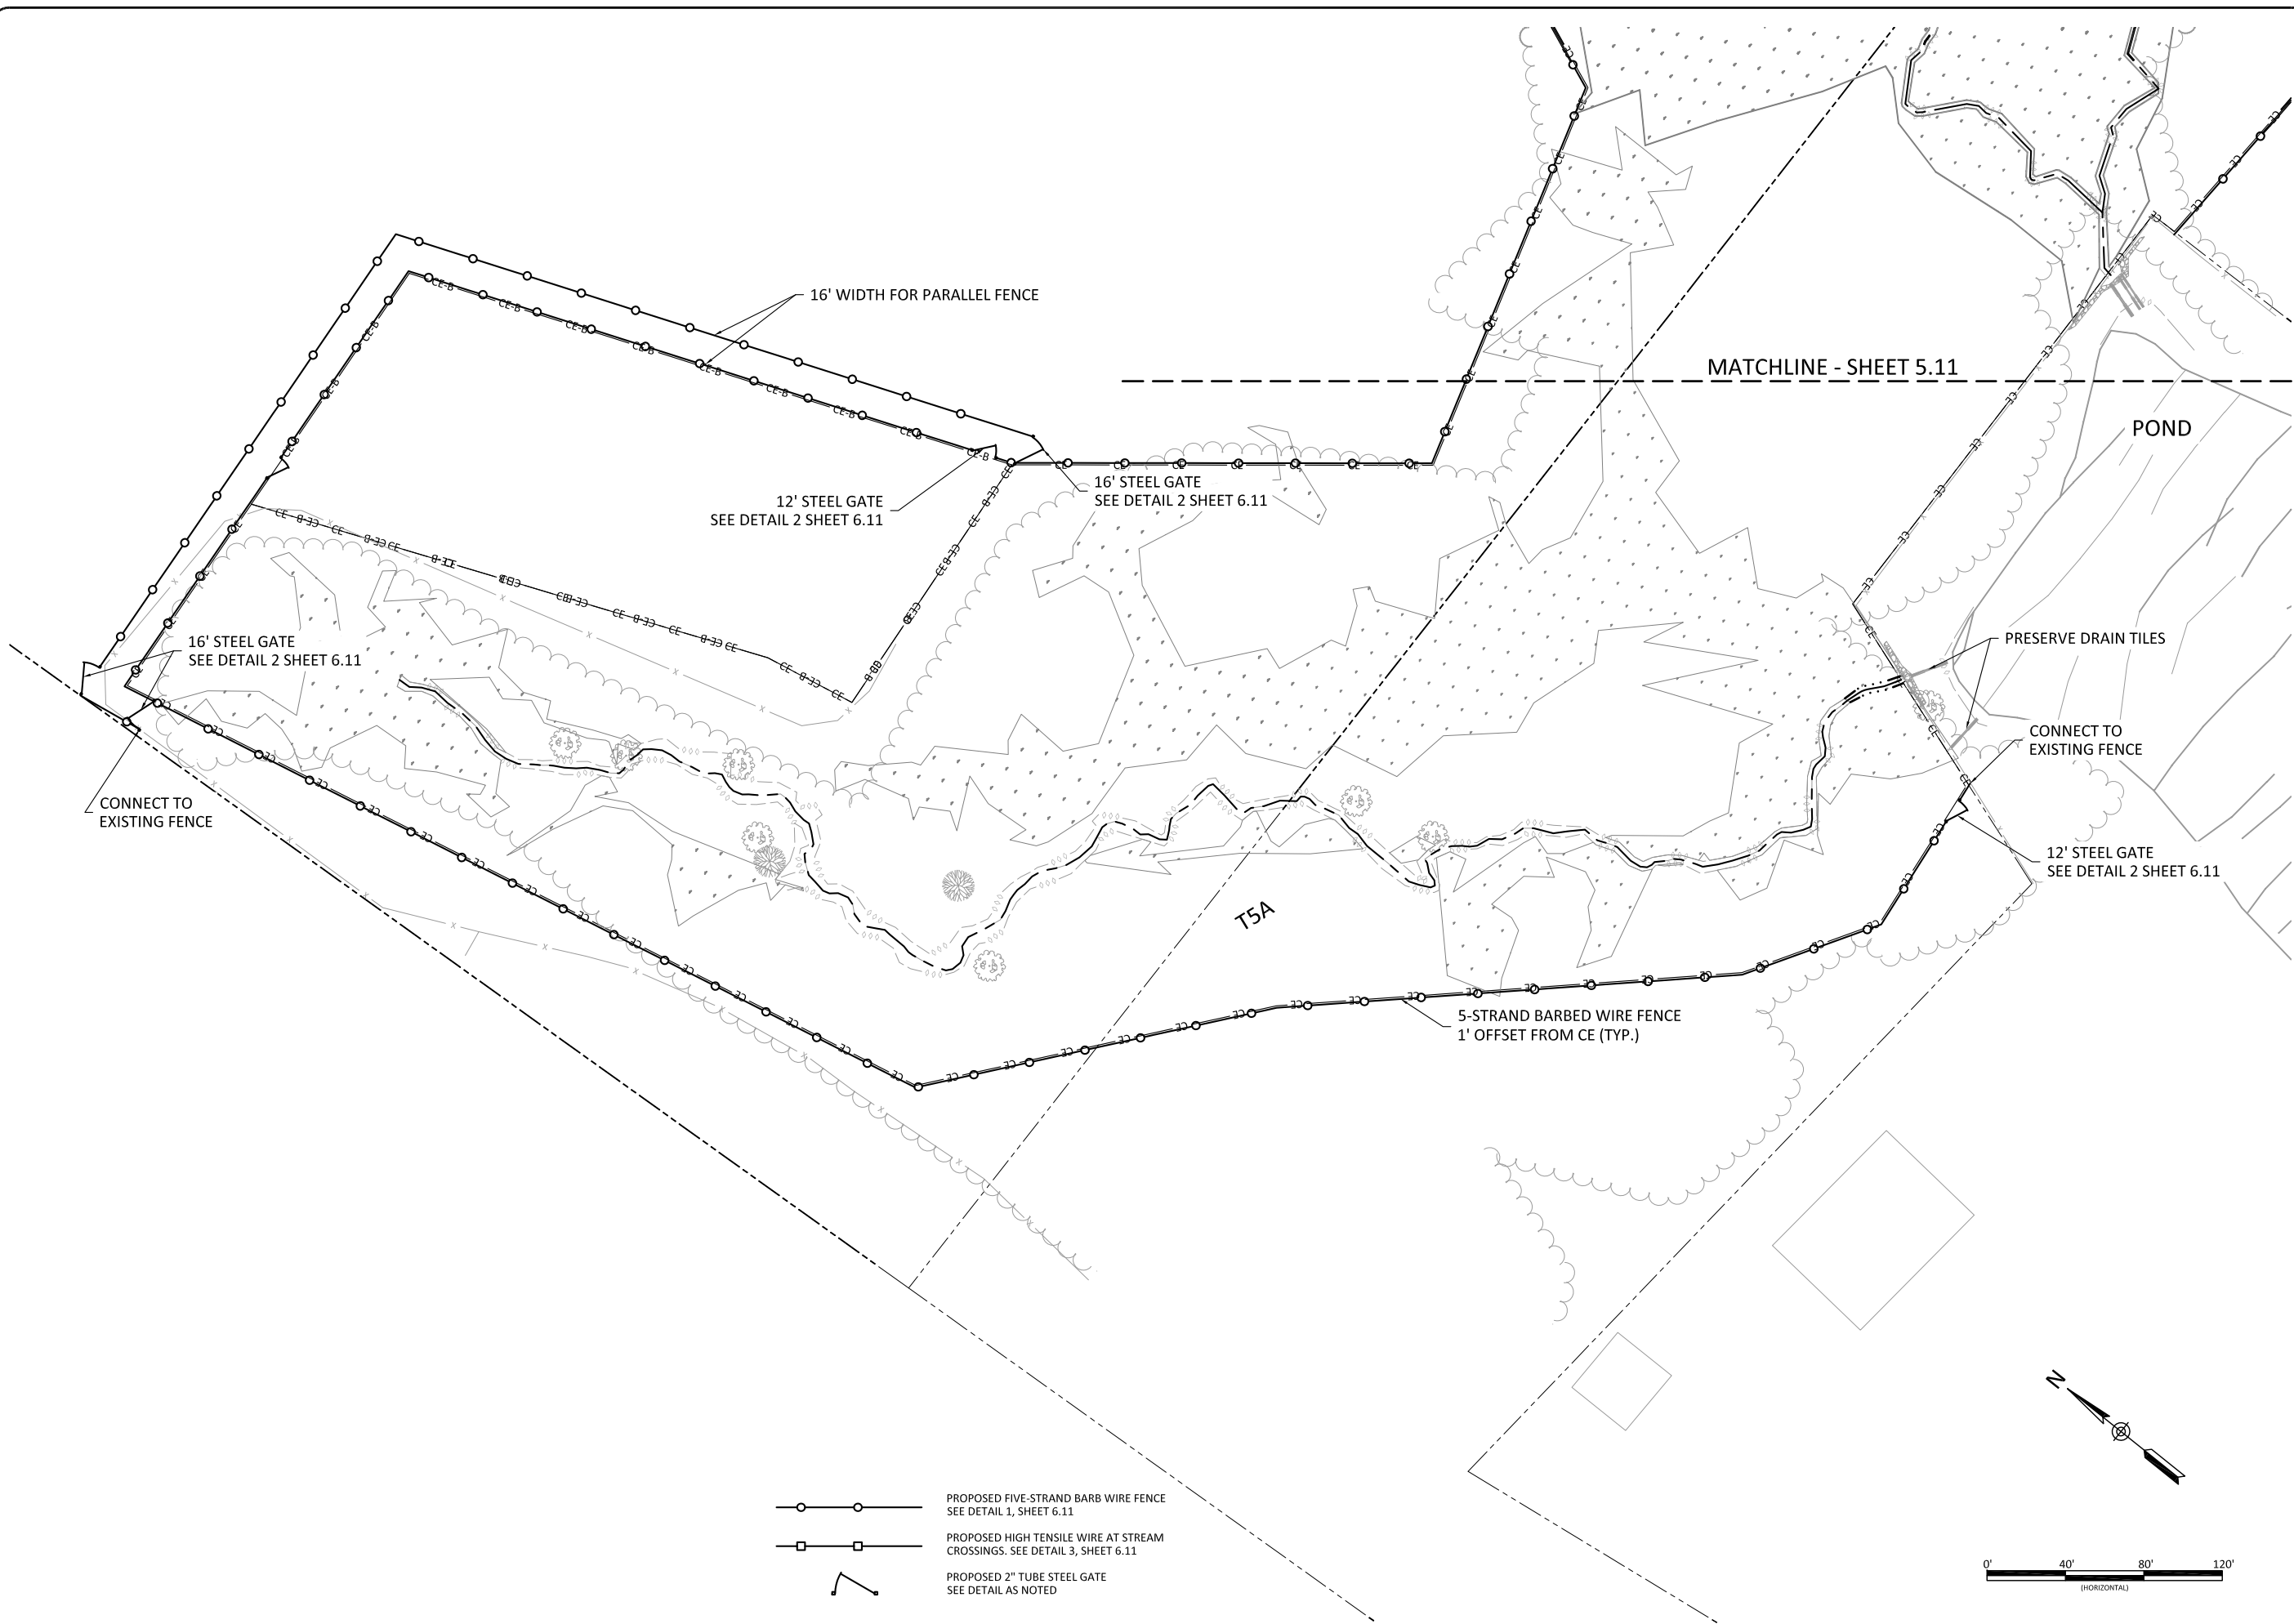 16' WIDTH FOR PARALLEL FENCE
MATCHLINE - SHEET 5.11
POND
12' STEEL GATE
SEE DETAIL 2 SHEET 6.11
16' STEEL GATE
SEE DETAIL 2 SHEET 6.11
16' STEEL GATE
SEE DETAIL 2 SHEET 6.11
PRESERVE DRAIN TILES
CONNECT TO
EXISTING FENCE
CONNECT TO
EXISTING FENCE
12' STEEL GATE
SEE DETAIL 2 SHEET 6.11
T5A
5-STRAND BARBED WIRE FENCE
1' OFFSET FROM CE (TYP.)
N
PROPOSED FIVE-STRAND BARB WIRE FENCE
SEE DETAIL 1, SHEET 6.11
PROPOSED HIGH TENSILE WIRE AT STREAM
CROSSINGS. SEE DETAIL 3, SHEET 6.11
PROPOSED 2" TUBE STEEL GATE
SEE DETAIL AS NOTED
0' 40' 80' 120'
(HORIZONTAL)